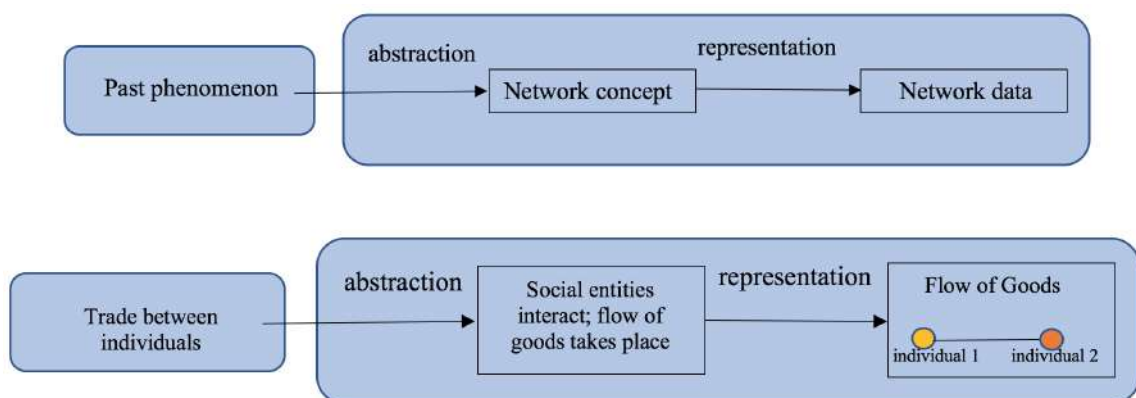 abstraction
representation
Past phenomenon
Network concept
Network data
abstraction
representation
Trade between
individuals
Social entities
interact; flow of
goods takes place
Flow of Goods
individual 1
individual 2